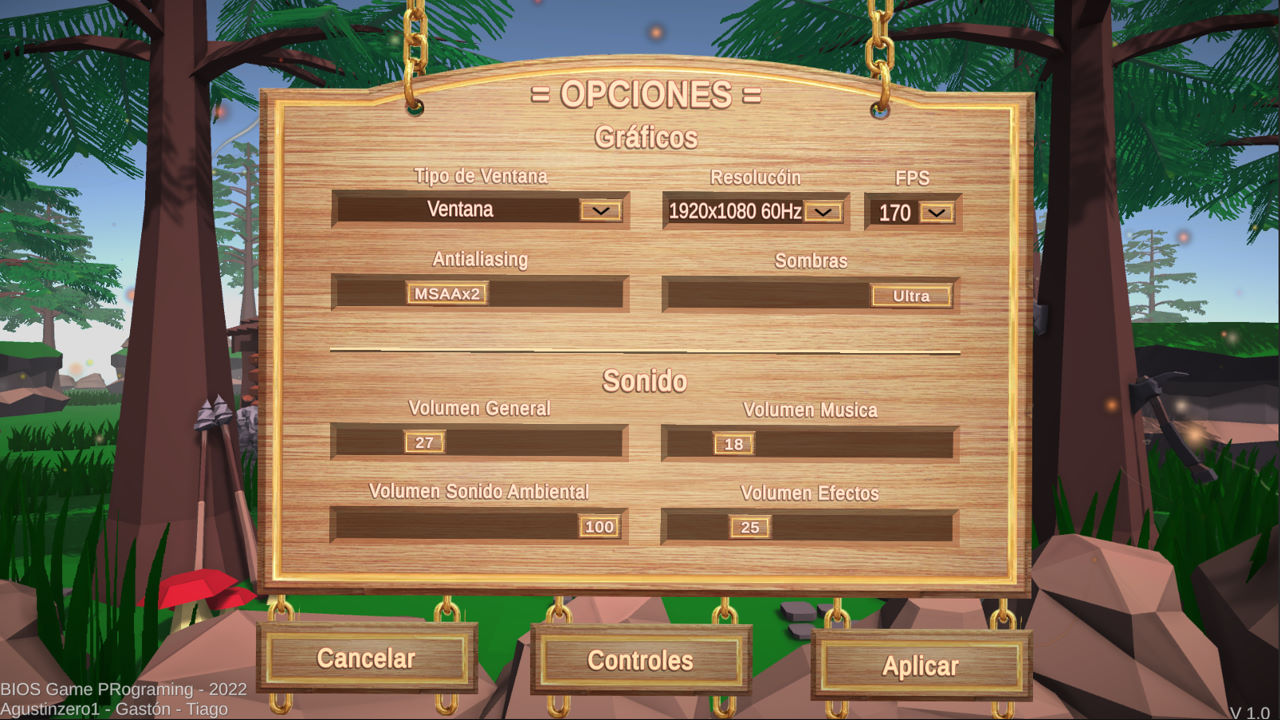 = OPCIONES =
Gráficos
Tipo de Ventana
Resolucóin
FPS
Ventana
1920x1080 60Hz
170
Antialiasing
Sombras
MSAAx2
Ultra
Sonido
Volumen General
Volumen Musica
27
18
Volumen Sonido Ambiental
Volumen Efectos
100
25
Cancelar
Controles
Aplicar
BIOS Game PRograming - 2022
Agustinzero1 - Gastón - Tiago
V 1.0